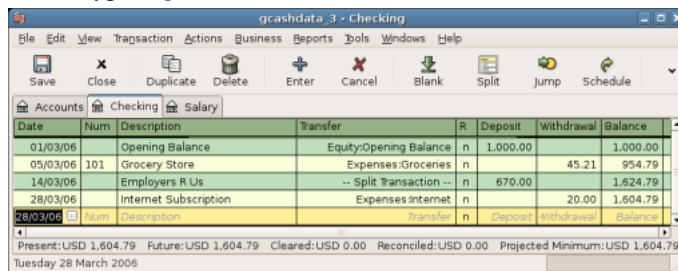 gcashdata_3 - Checking
File Edit View Transaction Actions Business Reports Tools Windows Help
Save Close Duplicate Delete Enter Cancel Blank Split Jump Schedule
Accounts Checking Salary
Date Num Description Transfer R Deposit Withdrawal Balance
01/03/06 Opening Balance Equity:Opening Balance n 1,000.00 1,000.00
05/03/06 101 Grocery Store Expenses:Groceries n 45.21 954.79
14/03/06 Employers R Us -- Split Transaction -- n 670.00 1,624.79
28/03/06 Internet Subscription Expenses:Internet n 20.00 1,604.79
28/03/06 Num Description Transfer n Deposit Withdrawal Balance
Present:USD 1,604.79 Future:USD 1,604.79 Cleared:USD 0.00 Reconciled:USD 0.00 Projected Minimum:USD 1,604.79
Tuesday 28 March 2006